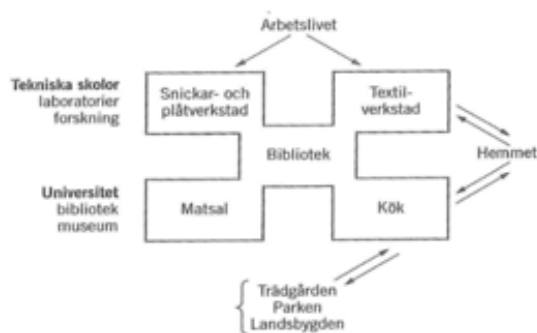 Arbetslivet
Tekniska skolor
laboratorier
forskning
Snickar- och
plåtverkstad
Textil-
verkstad
Bibliotek
Hemmet
Universitet
bibliotek
museum
Matsal
Kök
Trädgården
Parken
Landsbygden